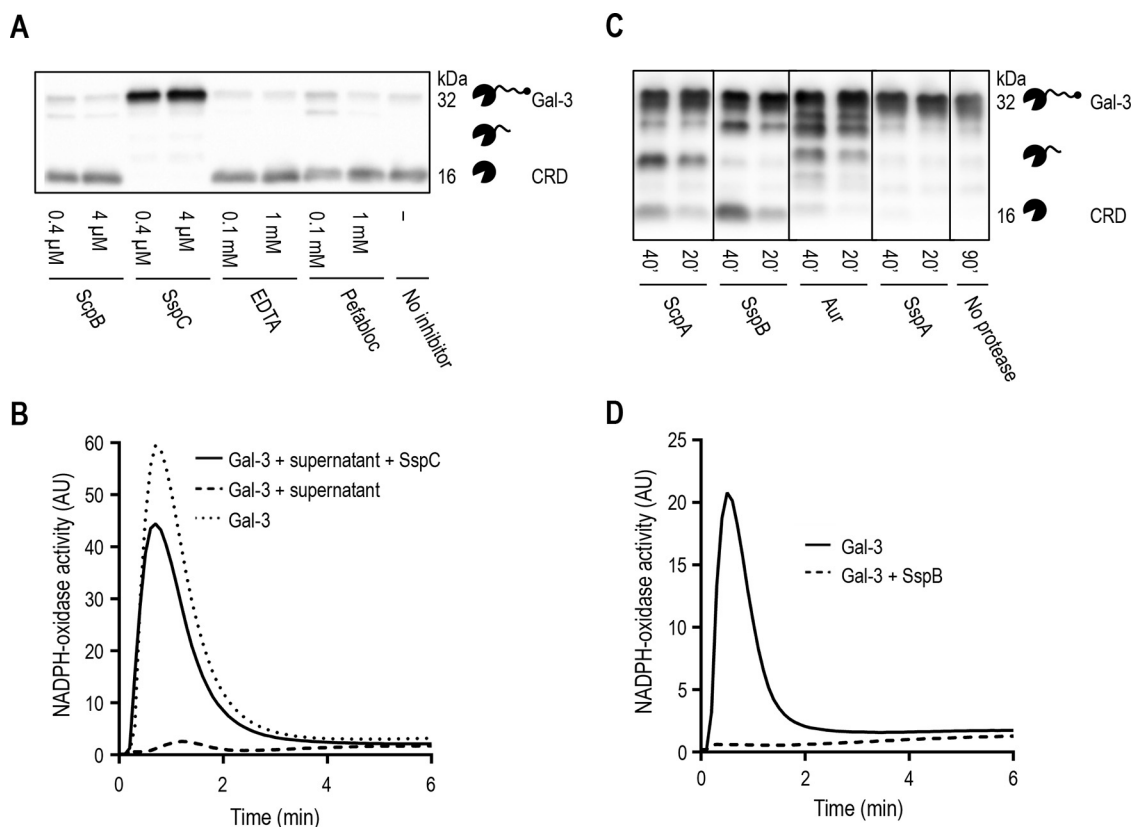 A
kDa
32
Gal-3
16
CRD
0.4 µM
4 µM
0.4 µM
4 µM
0.1 mM
1 mM
0.1 mM
1 mM
–
ScpB
SspC
EDTA
Pefabloc
No inhibitor
C
kDa
32
Gal-3
16
CRD
40’
20’
40’
20’
40’
20’
40’
20’
90’
ScpA
SspB
Aur
SspA
No protease
B
NADPH-oxidase activity (AU)
60
50
40
30
20
10
0
0
2
4
6
Time (min)
Gal-3 + supernatant + SspC
Gal-3 + supernatant
Gal-3
D
NADPH-oxidase activity (AU)
25
20
15
10
5
0
0
2
4
6
Time (min)
Gal-3
Gal-3 + SspB